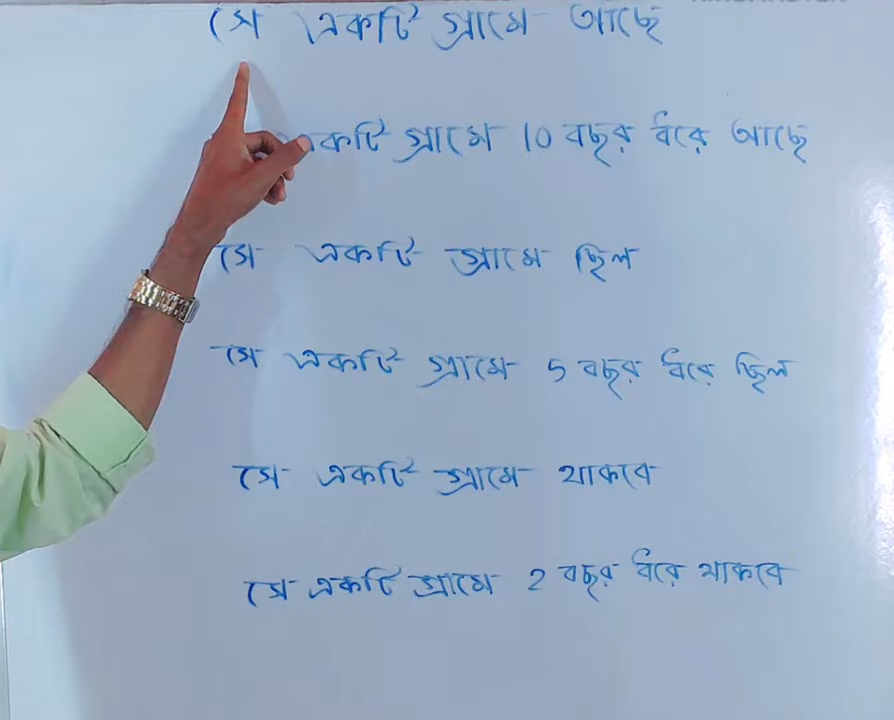 সে একটি গ্রামে আছে
একটি গ্রামে 10 বছর ধরে আছে
সে একটি গ্রামে ছিল
সে একটি গ্রামে 5 বছর ধরে ছিল
সে একটি গ্রামে থাকবে
সে একটি গ্রামে 2 বছর ধরে থাকবে